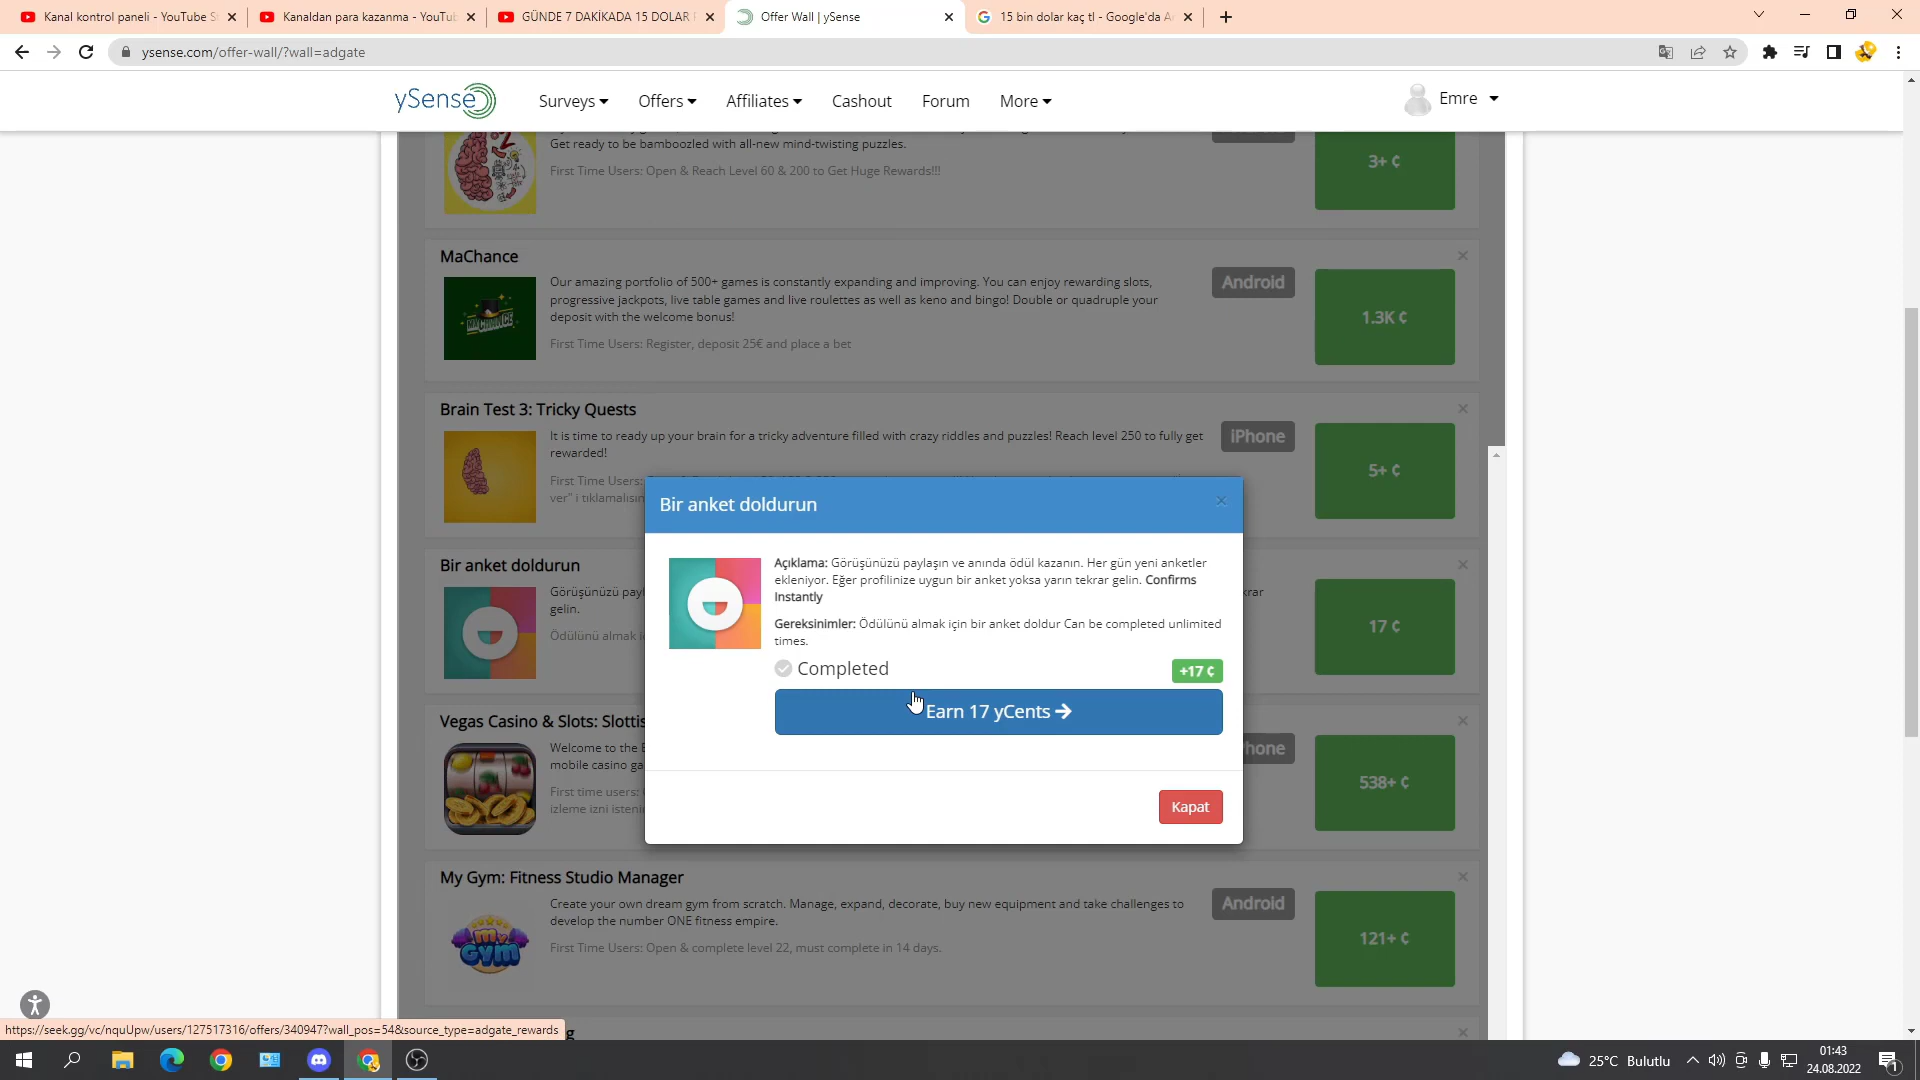 Kanal kontrol paneli - YouTube S
Kanaldan para kazanma - YouTub
GÜNDE 7 DAKİKADA 15 DOLAR
Offer Wall | ySense
15 bin dolar kaç tl - Google'da A
ysense.com/offer-wall/?wall=adgate
ySense
Surveys
Offers
Affiliates
Cashout
Forum
More
Emre
Get ready to be bamboozled with all-new mind-twisting puzzles.
First Time Users: Open & Reach Level 60 & 200 to Get Huge Rewards!!!
3+ ¢
MaChance
Our amazing portfolio of 500+ games is constantly expanding and improving. You can enjoy rewarding slots,
progressive jackpots, live table games and live roulettes as well as keno and bingo! Double or quadruple your
deposit with the welcome bonus!
First Time Users: Register, deposit 25€ and place a bet
Android
1.3K ¢
Brain Test 3: Tricky Quests
It is time to ready up your brain for a tricky adventure filled with crazy riddles and puzzles! Reach level 250 to fully get
rewarded!
First Time Users:
ver" i tıklamalısın
iPhone
5+ ¢
Bir anket doldurun
Açıklama: Görüşünüzü paylaşın ve anında ödül kazanın. Her gün yeni anketler
ekleniyor. Eğer profilinize uygun bir anket yoksa yarın tekrar gelin. Confirms
Instantly
Gereksinimler: Ödülünü almak için bir anket doldur Can be completed unlimited
times.
Completed
+17 ¢
Earn 17 yCents
Kapat
Bir anket doldurun
Görüşünüzü payl
gelin.
Ödülünü almak i
krar
17 ¢
Vegas Casino & Slots: Slottis
Welcome to the B
mobile casino ga
First time users:
izleme izni isteni
hone
538+ ¢
My Gym: Fitness Studio Manager
Create your own dream gym from scratch. Manage, expand, decorate, buy new equipment and take challenges to
develop the number ONE fitness empire.
First Time Users: Open & complete level 22, must complete in 14 days.
MY GYM
Android
121+ ¢
g
https://seek.gg/vc/nquUpw/users/127517316/offers/340947?wall_pos=54&source_type=adgate_rewards
25°C Bulutlu
01:43
24.08.2022
1